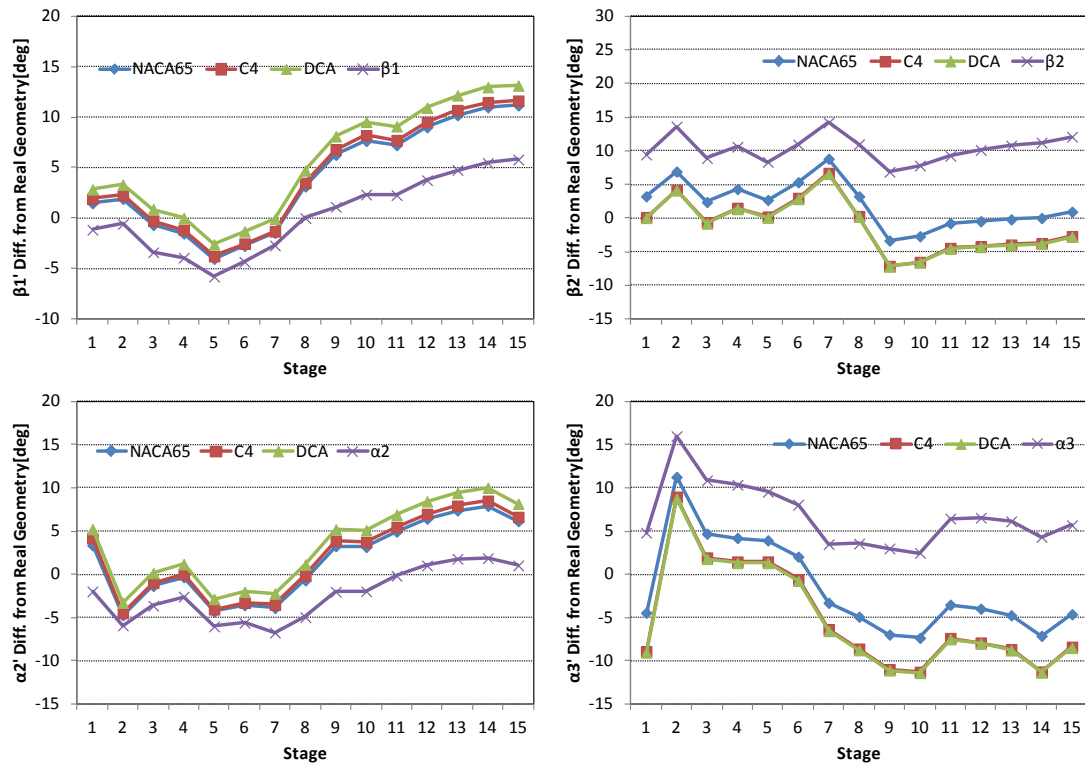 20
15
10
5
0
-5
-10
β1' Diff. from Real Geometry[deg]
NACA65 C4 DCA β1
1 2 3 4 5 6 7 8 9 10 11 12 13 14 15
Stage
30
25
20
15
10
5
0
-5
-10
-15
β2' Diff. from Real Geometry[deg]
NACA65 C4 DCA β2
1 2 3 4 5 6 7 8 9 10 11 12 13 14 15
Stage
20
15
10
5
0
-5
-10
-15
α2' Diff. from Real Geometry[deg]
NACA65 C4 DCA α2
1 2 3 4 5 6 7 8 9 10 11 12 13 14 15
Stage
20
15
10
5
0
-5
-10
-15
α3' Diff. from Real Geometry[deg]
NACA65 C4 DCA α3
1 2 3 4 5 6 7 8 9 10 11 12 13 14 15
Stage